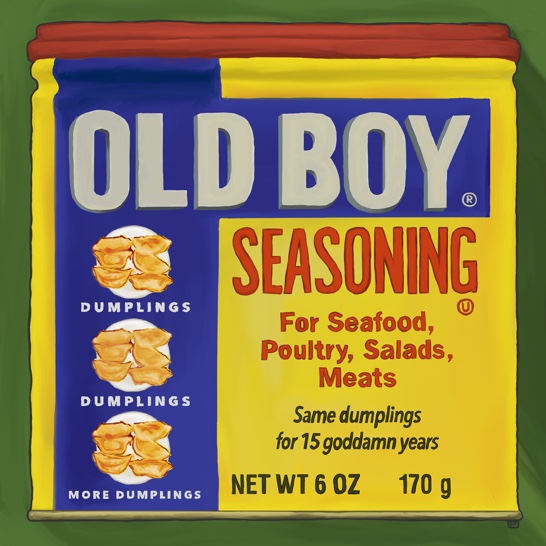 OLD BOY®
SEASONING
Ⓤ
For Seafood,
Poultry, Salads,
Meats
Same dumplings
for 15 goddamn years
NET WT 6 OZ 170 g
DUMPLINGS
DUMPLINGS
MORE DUMPLINGS